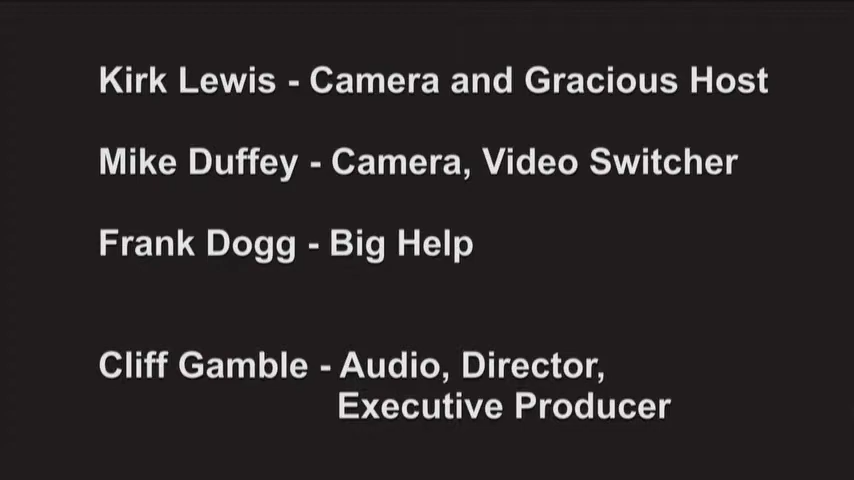 Kirk Lewis - Camera and Gracious Host
Mike Duffey - Camera, Video Switcher
Frank Dogg - Big Help
Cliff Gamble - Audio, Director,
Executive Producer